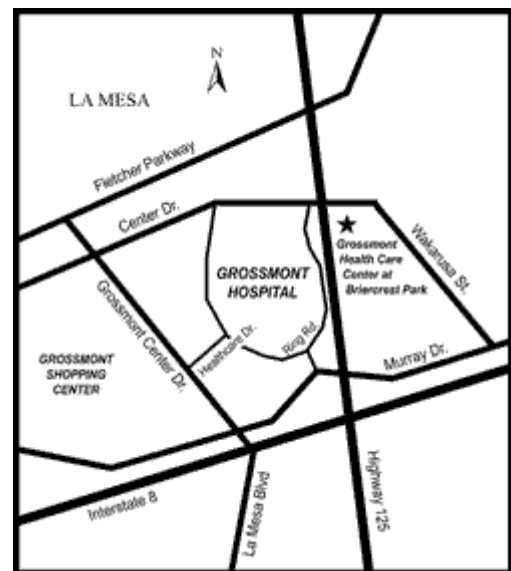 N
LA MESA
Fletcher Parkway
Center Dr.
Wakarusa St.
Grossmont
Health Care
Center at
Briercrest Park
GROSSMONT
HOSPITAL
Grossmont Center Dr.
Healthcare Dr.
Ring Rd.
Murray Dr.
GROSSMONT
SHOPPING
CENTER
Interstale 8
La Mesa Blvd
Highway 125